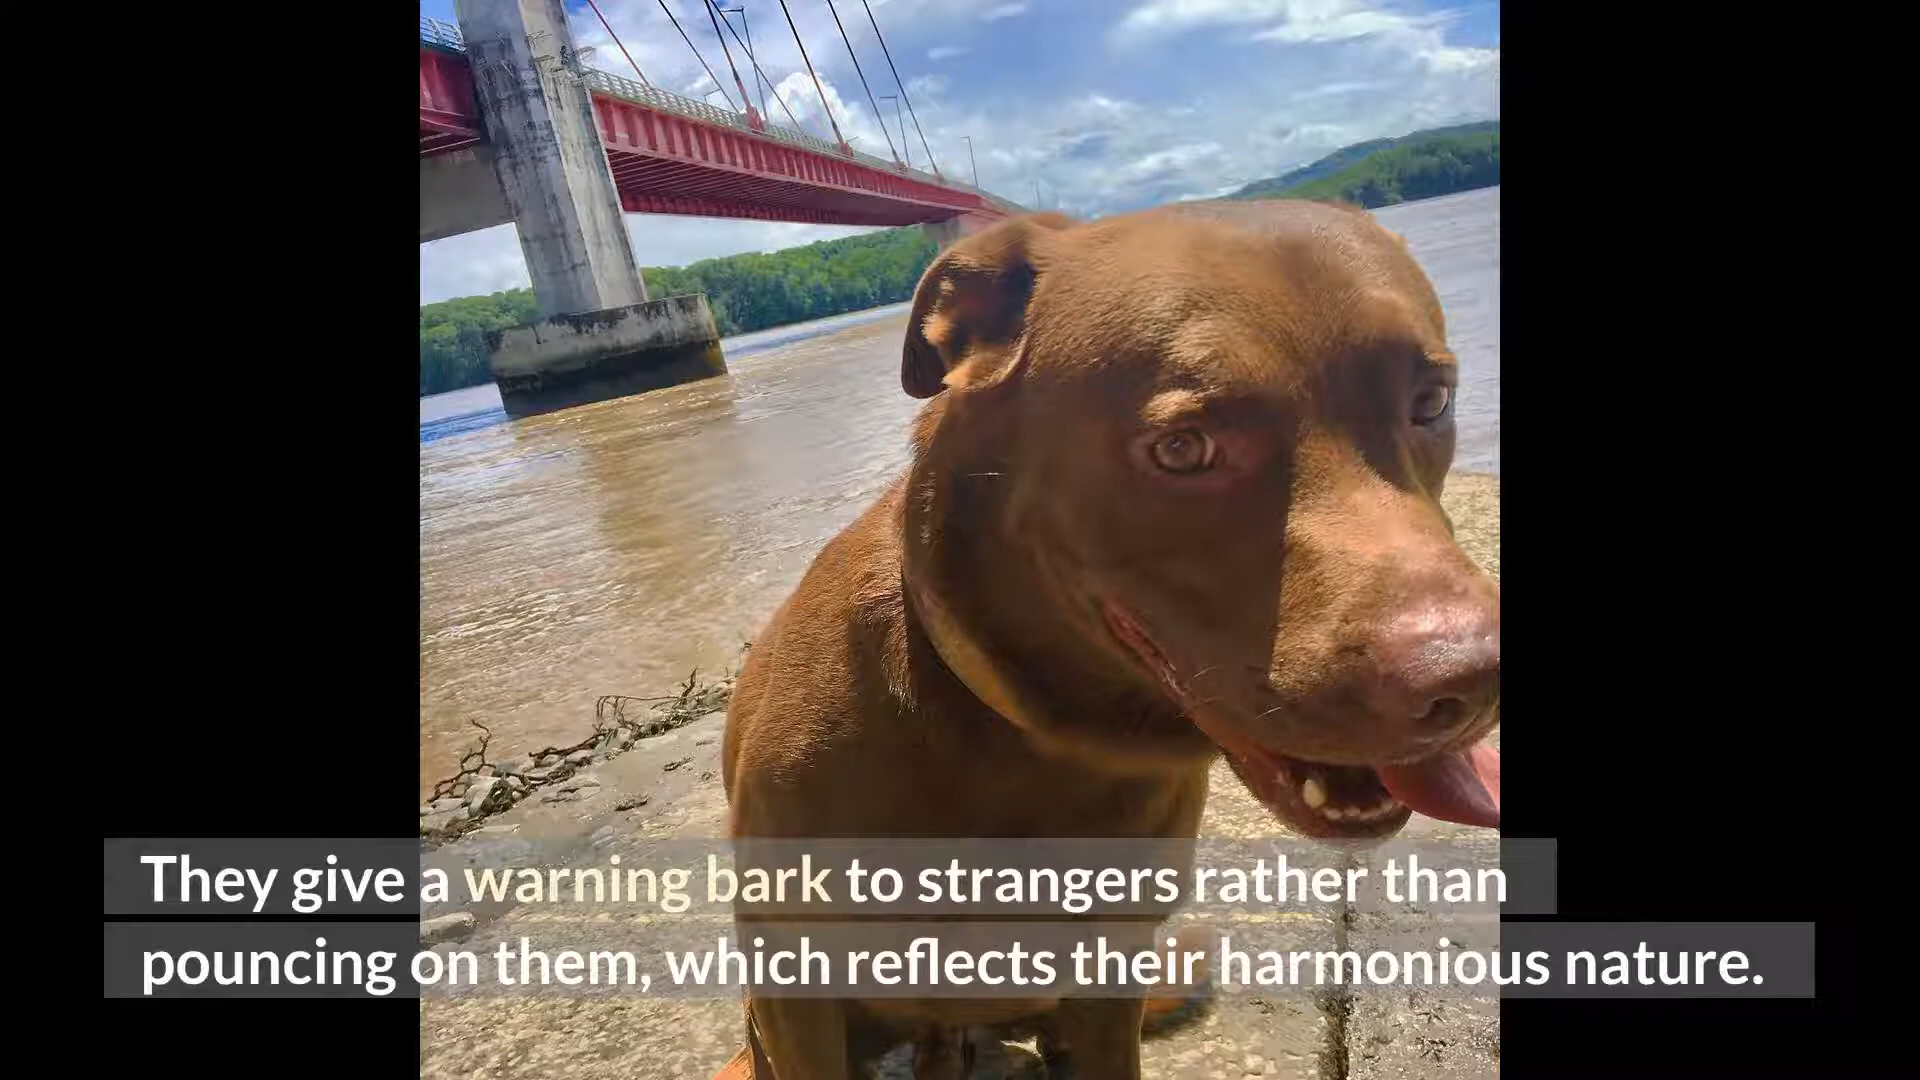 They give a warning bark to strangers rather than
pouncing on them, which reflects their harmonious nature.